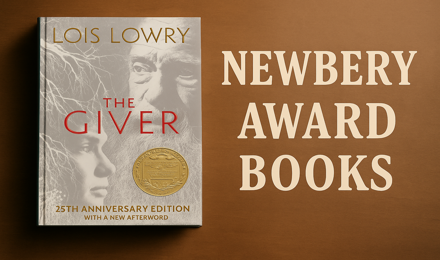 LOIS LOWRY
THE
GIVER
25TH ANNIVERSARY EDITION
WITH A NEW AFTERWORD
NEWBERY
AWARD
BOOKS